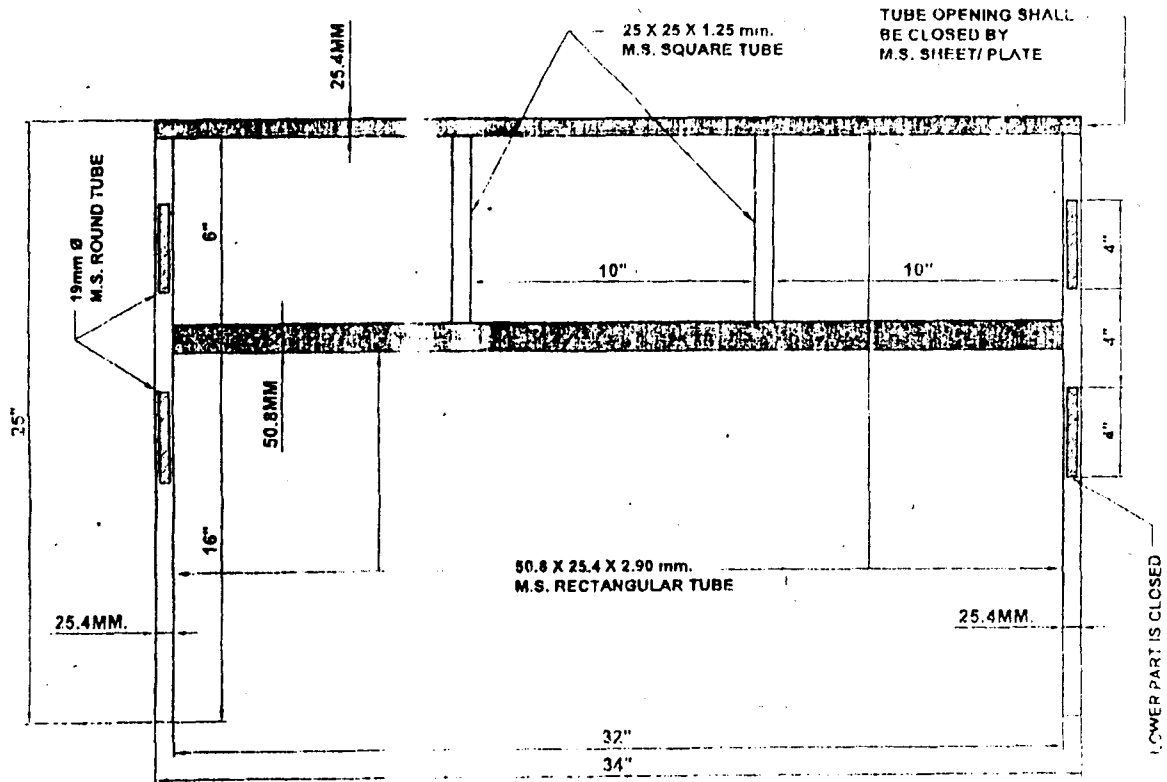 25 X 25 X 1.25 mm.
M.S. SQUARE TUBE
TUBE OPENING SHALL
BE CLOSED BY
M.S. SHEET/ PLATE
25.4MM
19mm Ø
M.S. ROUND TUBE
6"
10"
10"
4"
4"
4"
25"
50.8MM
16"
50.8 X 25.4 X 2.90 mm.
M.S. RECTANGULAR TUBE
25.4MM.
25.4MM.
LOWER PART IS CLOSED
32"
34"